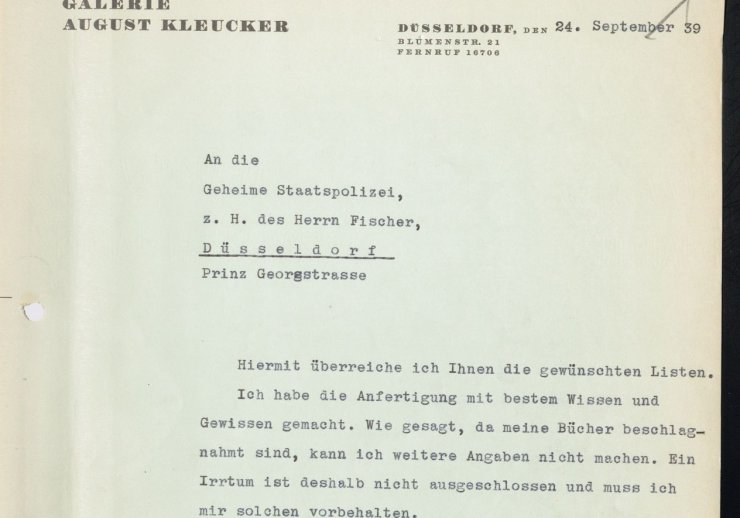 GALERIE
AUGUST KLEUCKER
DÜSSELDORF, DEN 24. September 39
BLUMENSTR. 21
FERNRUF 16706
An die
Geheime Staatspolizei,
z. H. des Herrn Fischer,
Düsseldorf
Prinz Georgstrasse
Hiermit überreiche ich Ihnen die gewünschten Listen.
Ich habe die Anfertigung mit bestem Wissen und
Gewissen gemacht. Wie gesagt, da meine Bücher beschlag-
nahmt sind, kann ich weitere Angaben nicht machen. Ein
Irrtum ist deshalb nicht ausgeschlossen und muss ich
mir solchen vorbehalten.